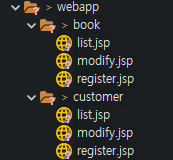 > webapp
> book
list.jsp
modify.jsp
register.jsp
> customer
list.jsp
modify.jsp
register.jsp